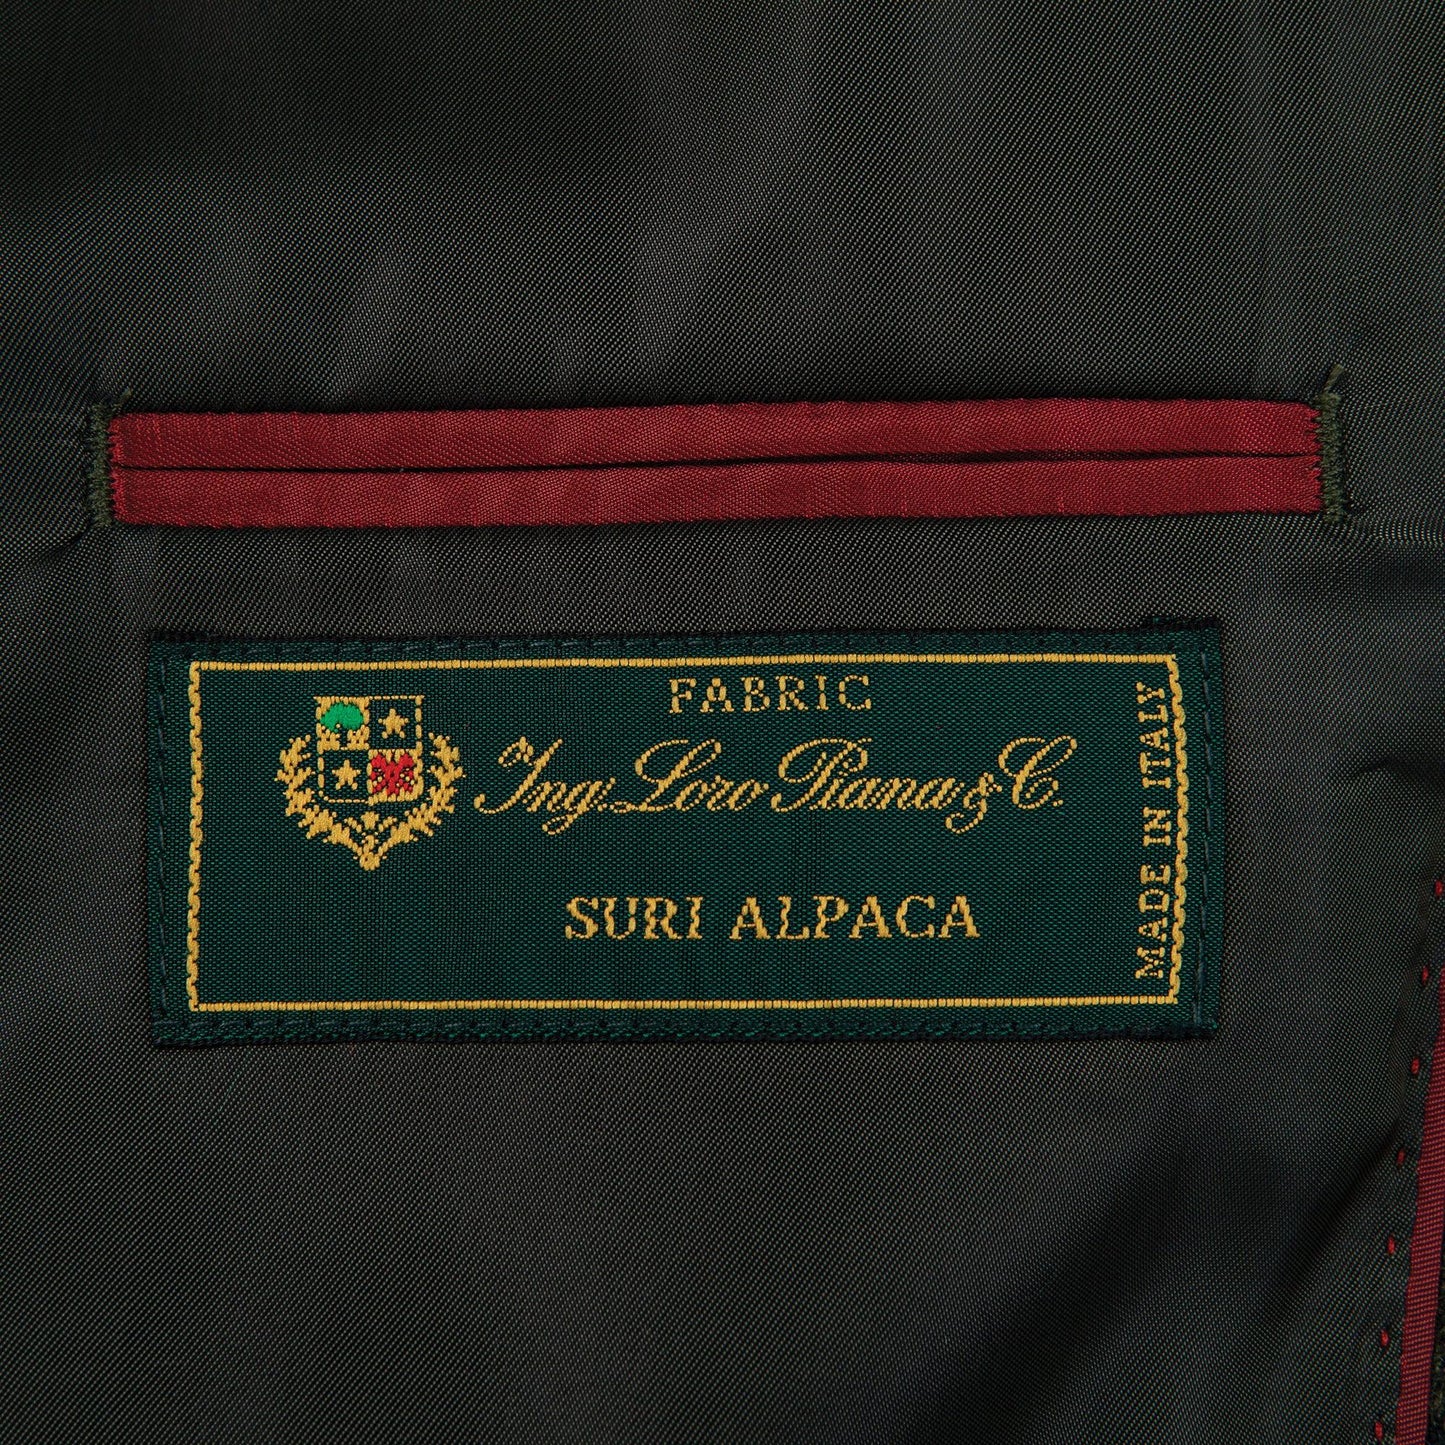 FABRIC
Ing. Loro Piana & C.
SURI ALPACA
MADE IN ITALY